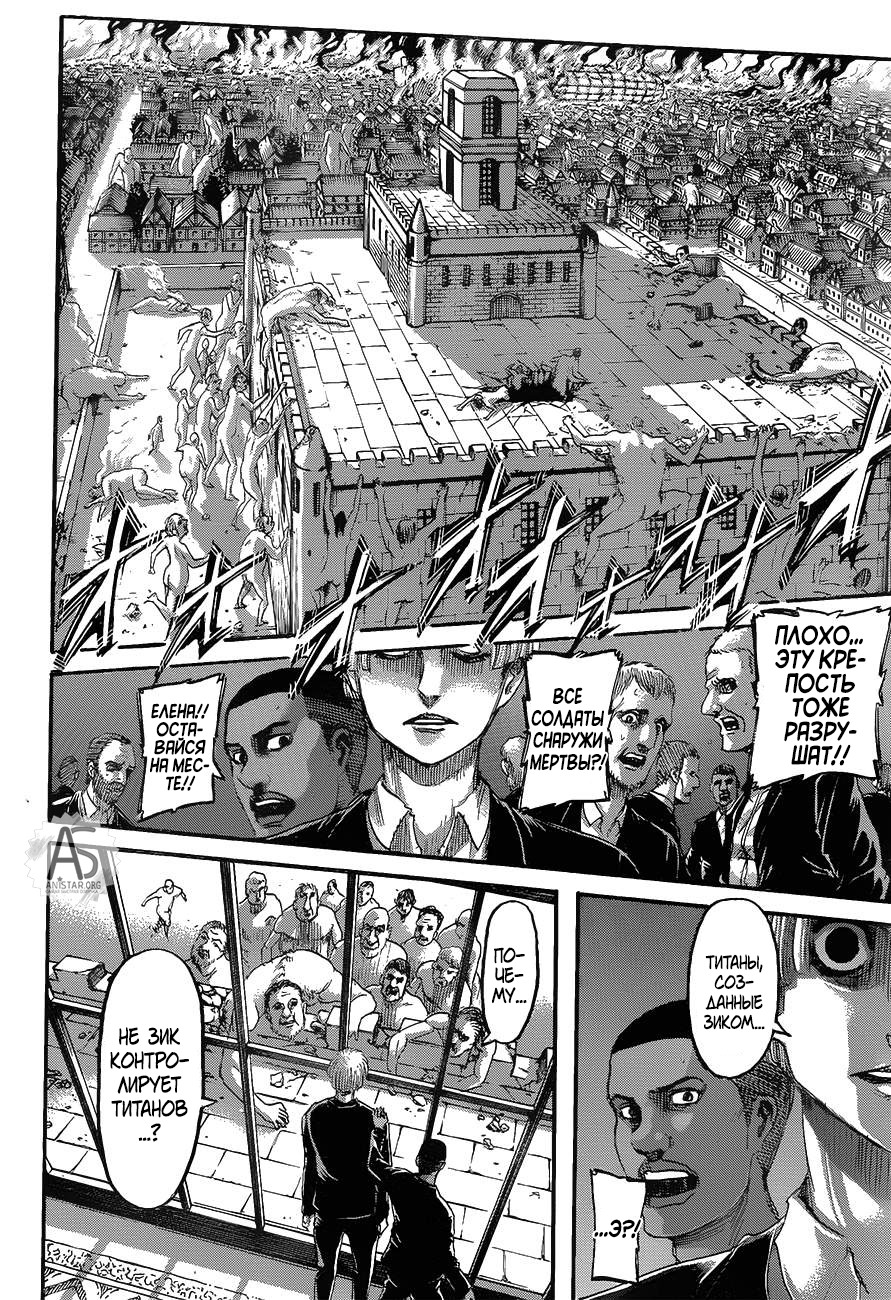 ПЛОХО...
ЭТУ КРЕ-
ПОСТЬ
ТОЖЕ
РАЗРУ-
ШАТ!!
ВСЕ
СОЛДАТЫ
СНАРУЖИ
МЕРТВЫ?!
ЕЛЕНА!!
ОСТА-
ВАЙСЯ
НА МЕС-
ТЕ!!
ТИТАНЫ,
СОЗ-
ДАННЫЕ
ЗИКОМ...
...Э?!
ПО-
ЧЕ-
МУ...
НЕ ЗИК
КОНТРО-
ЛИРУЕТ
ТИТАНОВ
...?
AST
ANISTAR.ORG